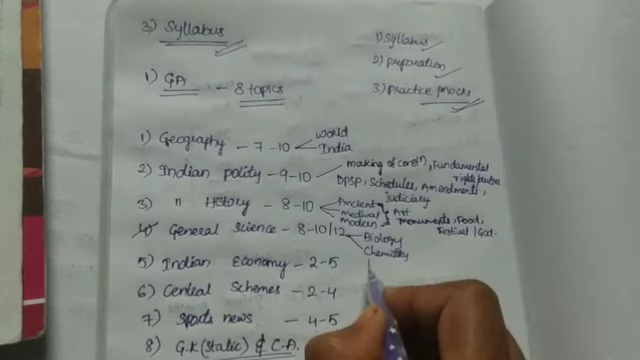 3) Syllabus
1) Syllabus
2) preparation
3) practice mocks
1) GA - 8 topics
1) Geography - 7-10 world
India
2) Indian polity - 9-10 making of constn, Fundamental
rights
DPSP, Schedules, Amendments,
judiciary
3) " History - 8-10 Ancient
medival
modern
Art
monuments, Food,
Festival / Govt.
4) General Science - 8-10/12 Biology
Chemistry
5) Indian Economy - 2-5
6) Central Schemes - 2-4
7) Sports news - 4-5
8) G.K (Static) & C.A.